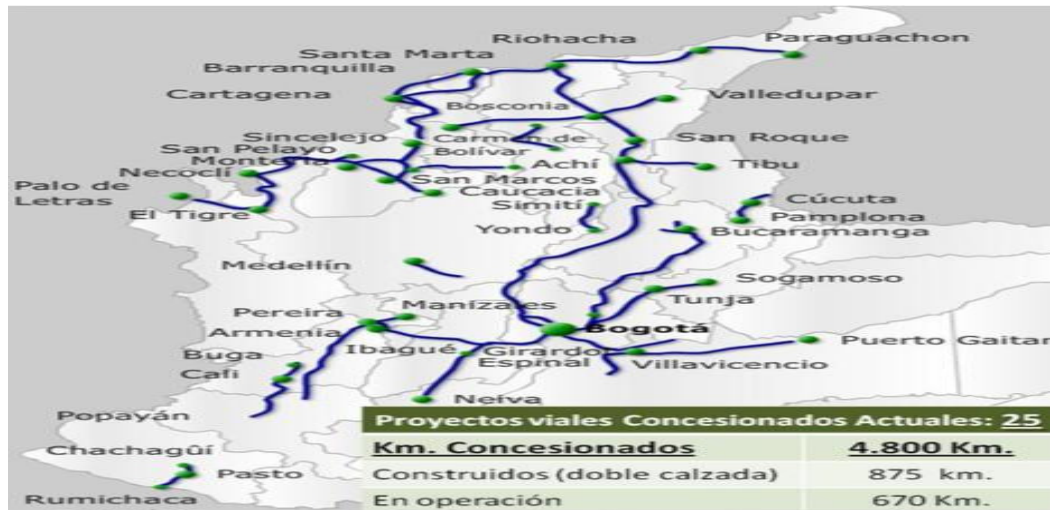 Riohacha
Paraguachon
Santa Marta
Barranquilla
Cartagena
Bosconia
Valledupar
Sincelejo
Carmen de
Bolívar
San Roque
San Pelayo
Montería
Achí
Tibu
Necoclí
San Marcos
Palo de
Letras
Caucacia
Cúcuta
Simití
El Tigre
Pamplona
Yondo
Bucaramanga
Medellín
Sogamoso
Manizales
Tunja
Pereira
Armenia
Bogotá
Ibagué
Girardo
Puerto Gaitan
Buga
Espinal
Villavicencio
Cali
Neiva
Popayán
Chachagüí
Pasto
Rumichaca
Proyectos viales Concesionados Actuales: 25
Km. Concesionados 4.800 Km.
Construidos (doble calzada) 875 km.
En operación 670 Km.